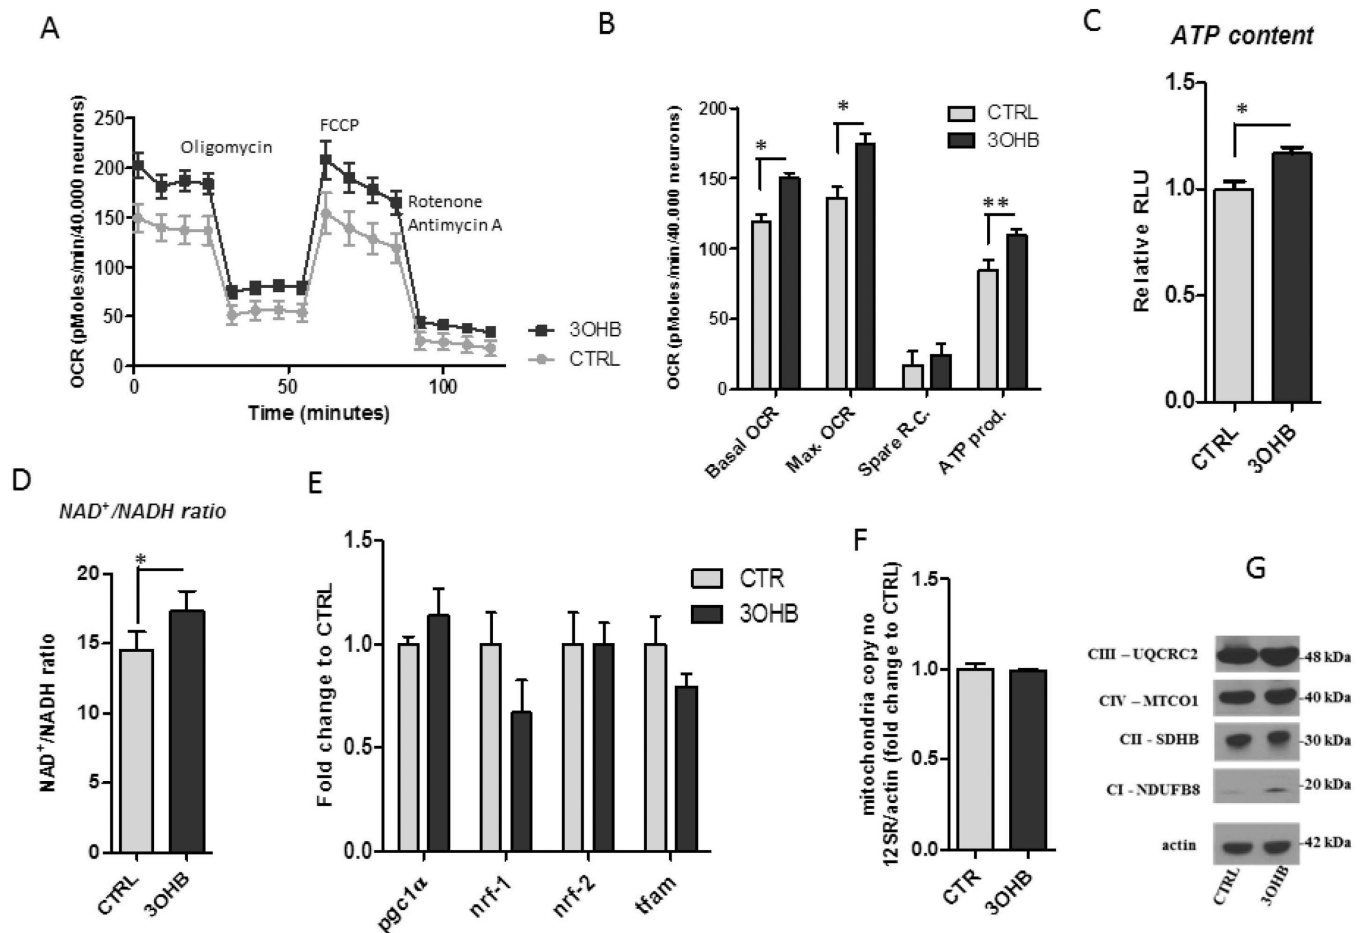 A
OCR (pMoles/min/40.000 neurons)
250
200
150
100
50
0
Oligomycin
FCCP
Rotenone
Antimycin A
0
50
100
Time (minutes)
3OHB
CTRL
B
OCR (pMoles/min/40.000 neurons)
200
150
100
50
0
*
*
**
CTRL
3OHB
Basal OCR
Max. OCR
Spare R.C.
ATP prod.
C
ATP content
Relative RLU
1.5
1.0
0.5
0.0
*
CTRL
3OHB
D
NAD⁺/NADH ratio
NAD⁺/NADH ratio
20
15
10
5
0
*
CTRL
3OHB
E
Fold change to CTRL
1.5
1.0
0.5
0.0
CTR
3OHB
pgc1α
nrf-1
nrf-2
tfam
F
mitochondria copy no
12SR/actin (fold change to CTRL)
1.5
1.0
0.5
0.0
CTR
3OHB
G
CIII – UQCRC2
48 kDa
CIV – MTCO1
40 kDa
CII - SDHB
30 kDa
CI - NDUFB8
20 kDa
actin
42 kDa
CTRL
3OHB